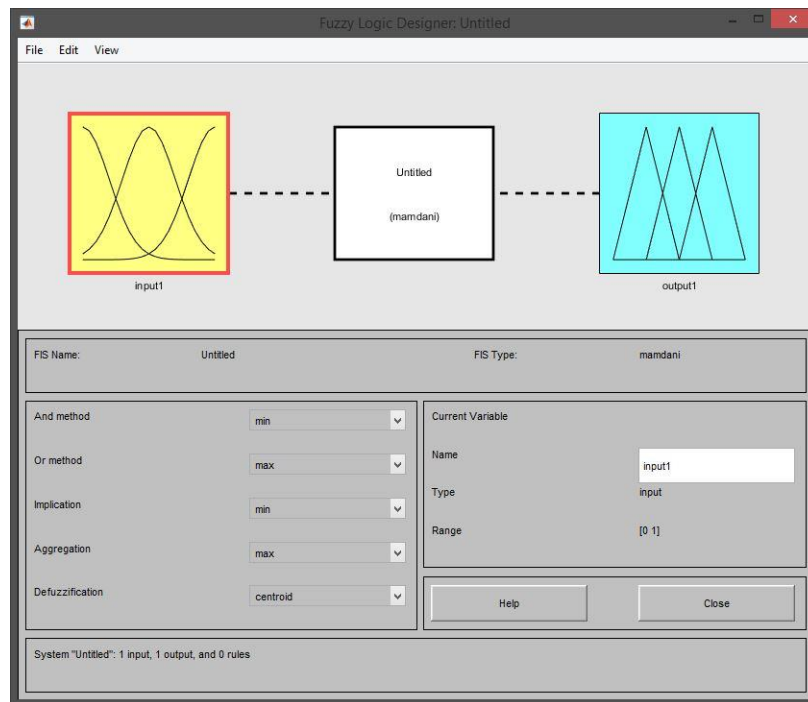 Fuzzy Logic Designer: Untitled
File Edit View
Untitled
(mamdani)
input1
output1
FIS Name: Untitled FIS Type: mamdani
And method min
Or method max
Implication min
Aggregation max
Defuzzification centroid
Current Variable
Name input1
Type input
Range [0 1]
Help Close
System "Untitled": 1 input, 1 output, and 0 rules